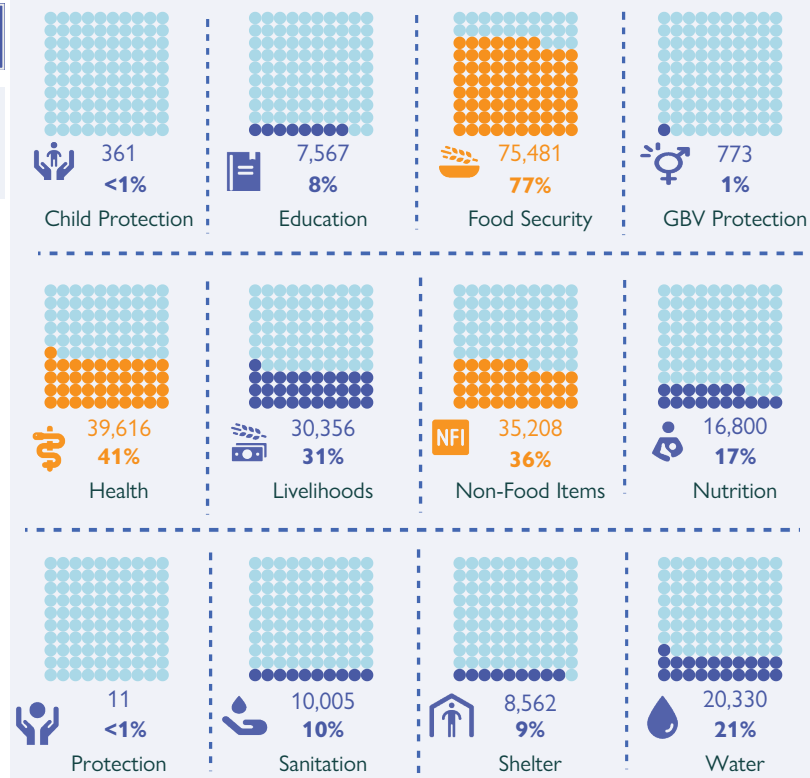 361
<1%
Child Protection
7,567
8%
Education
75,481
77%
Food Security
773
1%
GBV Protection
39,616
41%
Health
30,356
31%
Livelihoods
NFI
35,208
36%
Non-Food Items
16,800
17%
Nutrition
11
<1%
Protection
10,005
10%
Sanitation
8,562
9%
Shelter
20,330
21%
Water